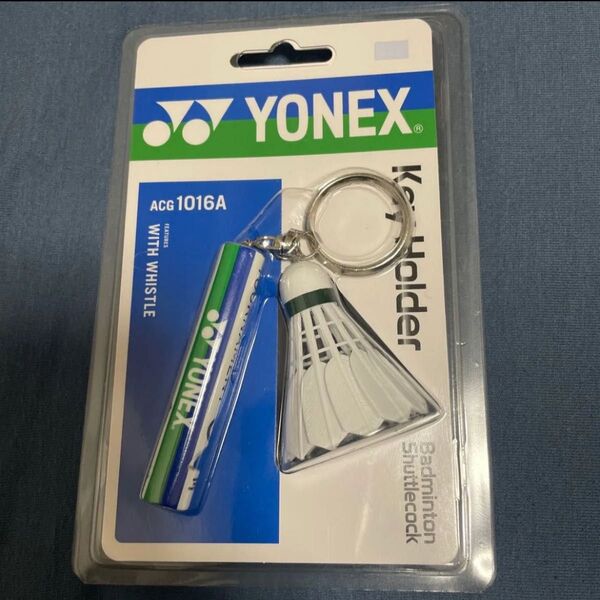 YONEX®
ACG1016A
FEATURES
WITH WHISTLE
Key Holder
Badminton
Shuttlecock
YONEX